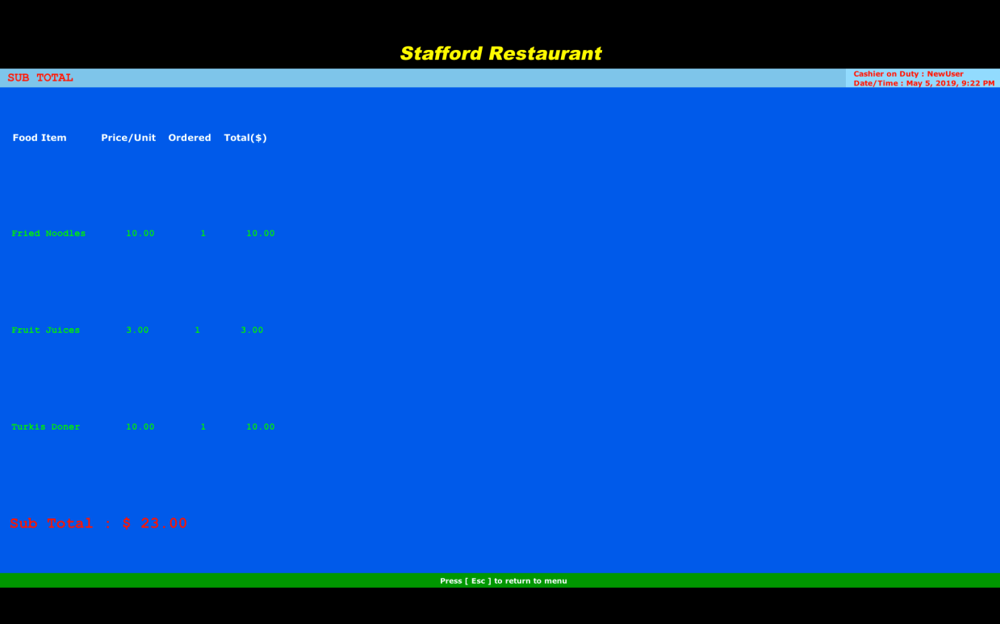 Stafford Restaurant
SUB TOTAL
Cashier on Duty : NewUser
Date/Time : May 5, 2019, 9:22 PM
Food Item Price/Unit Ordered Total($)
Fried Noodles 10.00 1 10.00
Fruit Juices 3.00 1 3.00
Turkis Doner 10.00 1 10.00
Sub Total : $ 23.00
Press [ Esc ] to return to menu